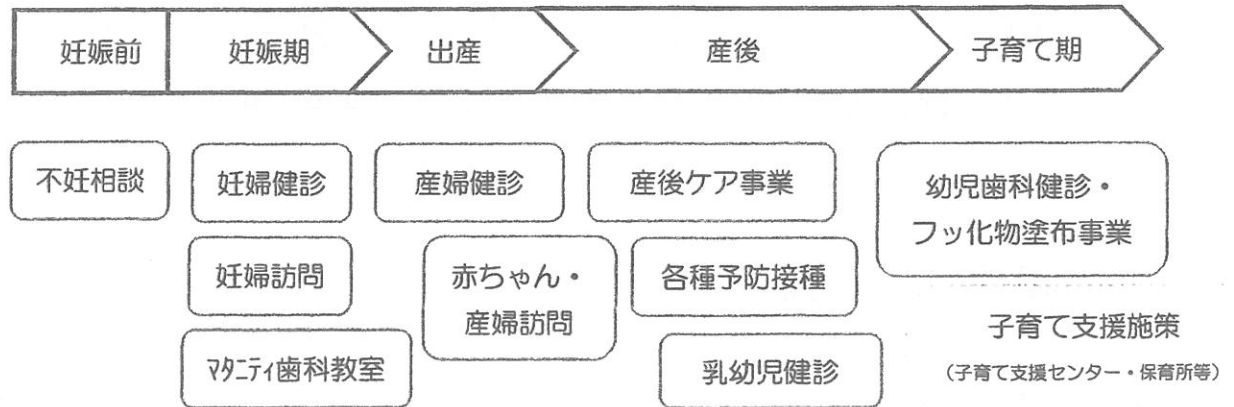 妊娠前
妊娠期
出産
産後
子育て期
不妊相談
妊婦健診
産婦健診
産後ケア事業
幼児歯科健診・
フッ化物塗布事業
妊婦訪問
赤ちゃん・
産婦訪問
各種予防接種
子育て支援施策
(子育て支援センター・保育所等)
ﾏﾀﾆﾃｨ歯科教室
乳幼児健診